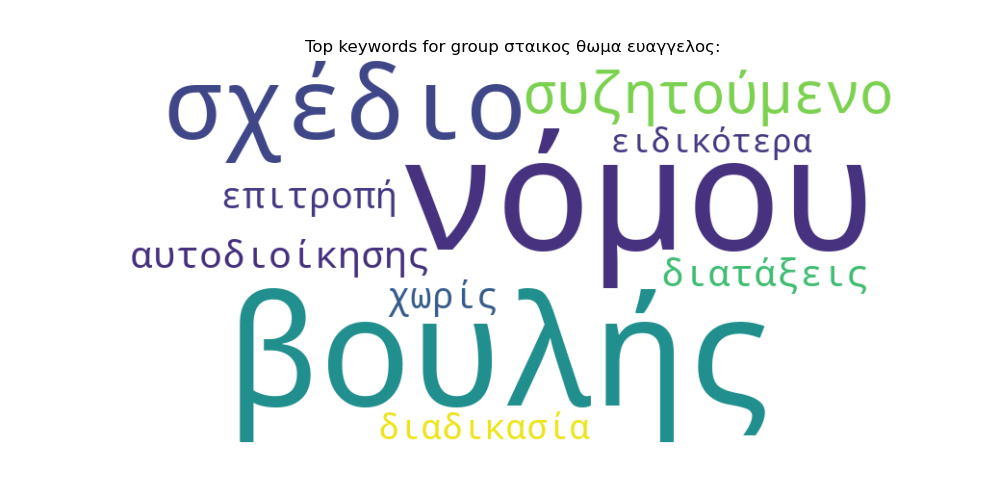 Top keywords for group σταικος θωμα ευαγγελος:
σχέδιο
συζητούμενο
ειδικότερα
νόμου
επιτροπή
αυτοδιοίκησης
διατάξεις
χωρίς
βουλής
διαδικασία